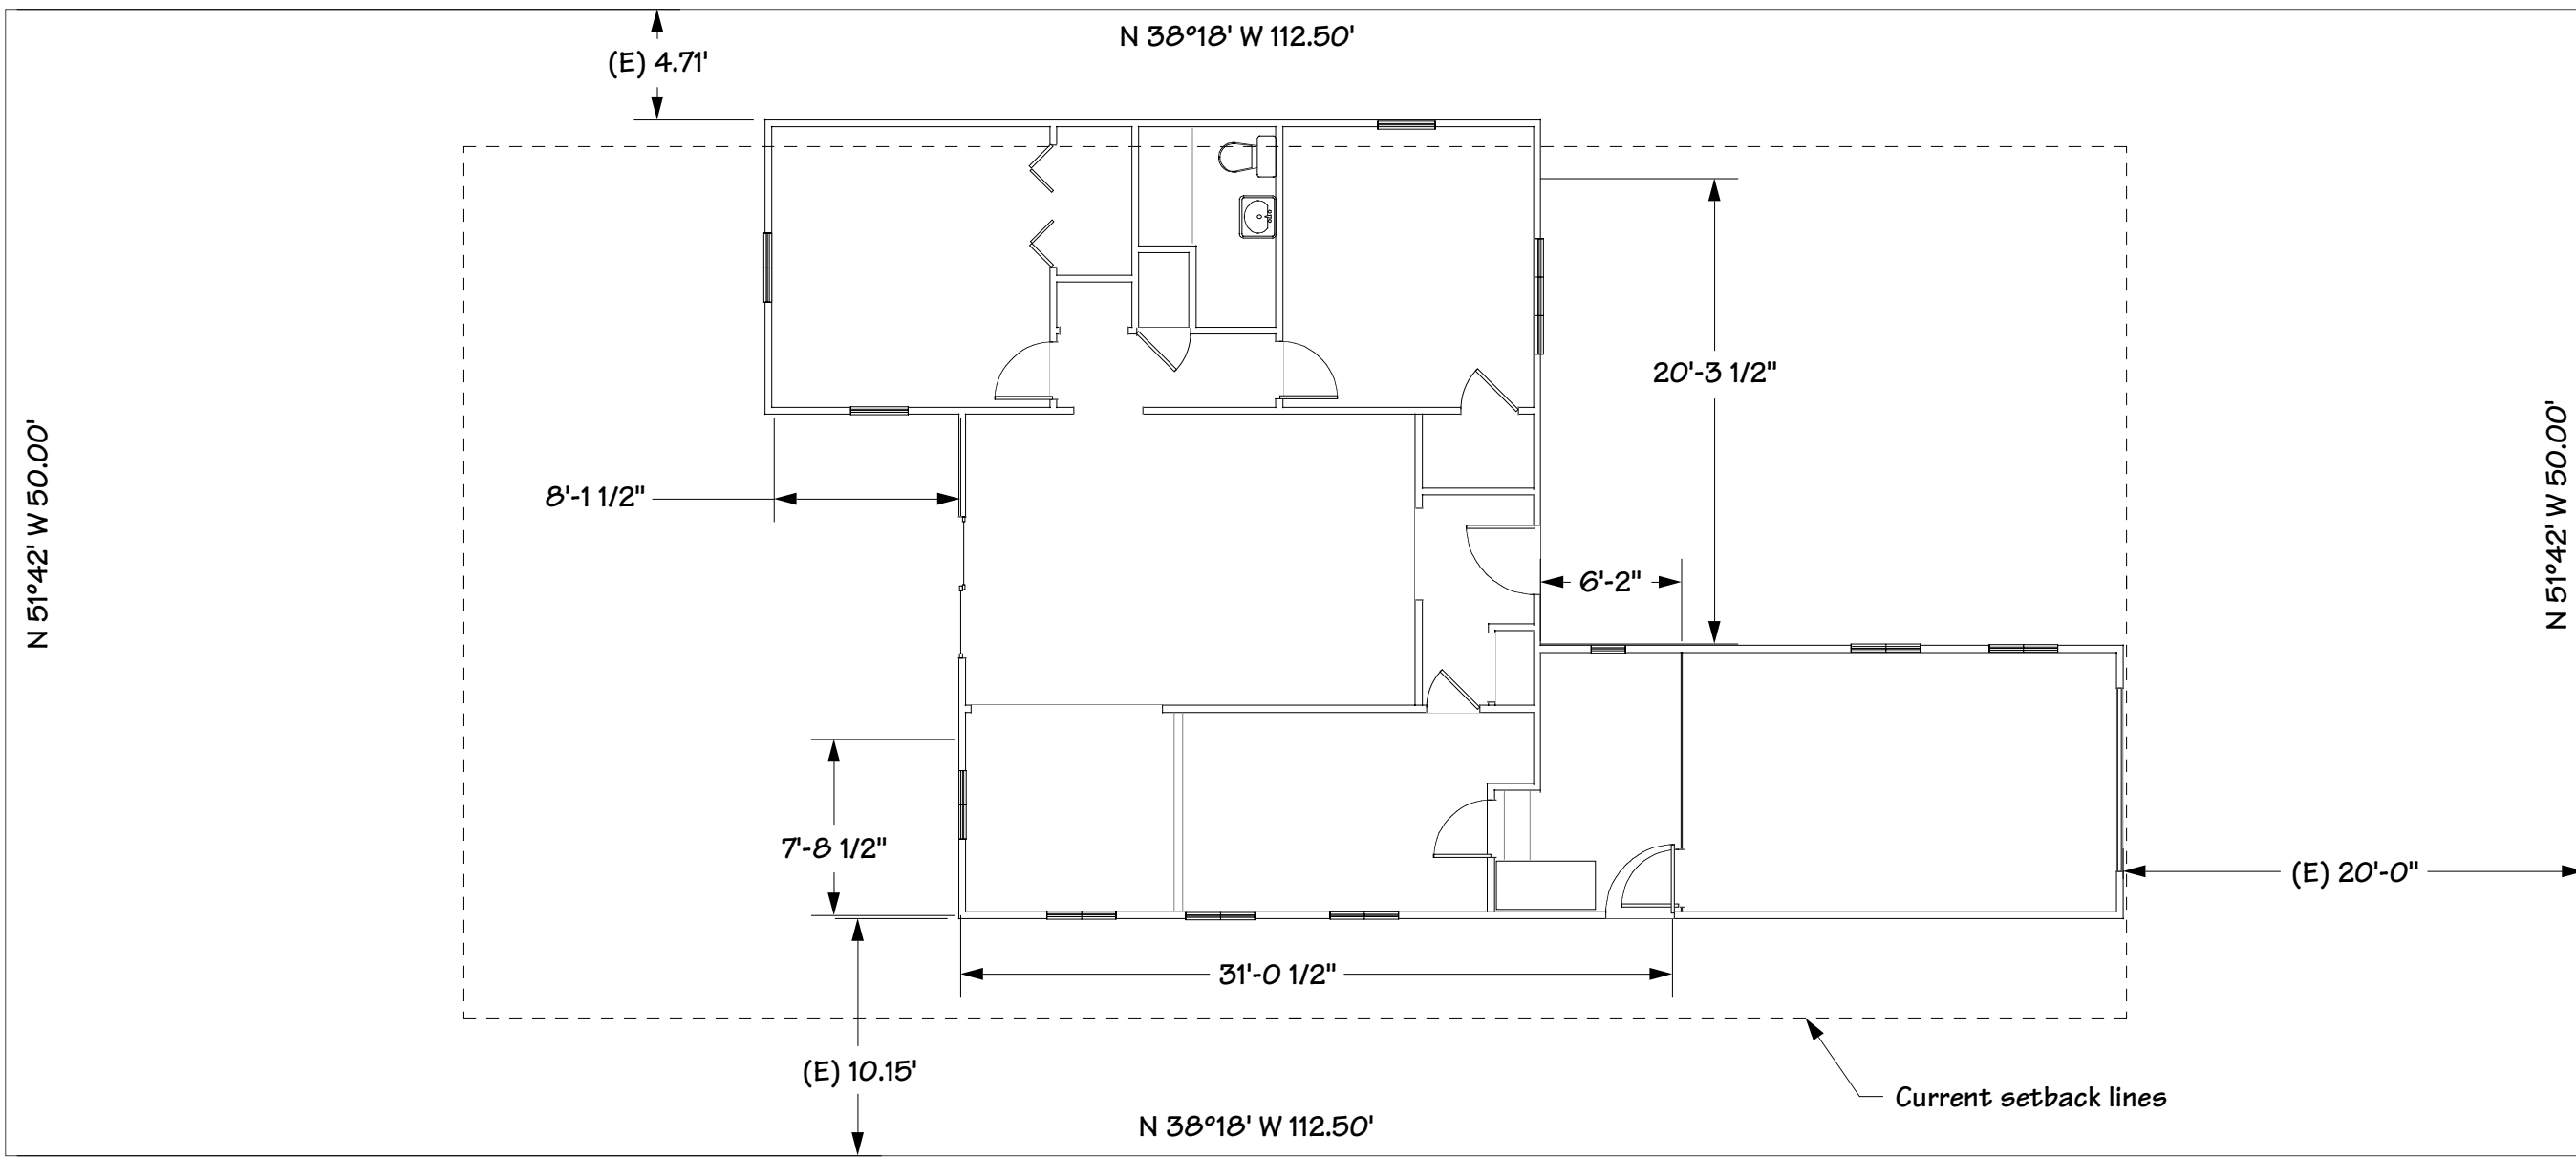 N 38°18' W 112.50'
(E) 4.71'
20'-3 1/2"
N 51°42' W 50.00'
N 51°42' W 50.00'
8'-1 1/2"
6'-2"
7'-8 1/2"
(E) 20'-0"
31'-0 1/2"
(E) 10.15'
Current setback lines
N 38°18' W 112.50'